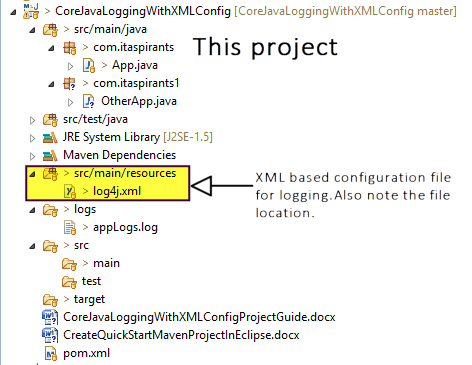 > CoreJavaLoggingWithXMLConfig [CoreJavaLoggingWithXMLConfig master]
> src/main/java
This project
> com.itaspirants
> App.java
> com.itaspirants1
OtherApp.java
src/test/java
JRE System Library [J2SE-1.5]
Maven Dependencies
> src/main/resources
XML based configuration file
> log4j.xml
for logging.Also note the file
> logs
location.
> appLogs.log
> src
> main
test
> target
CoreJavaLoggingWithXMLConfigProjectGuide.docx
CreateQuickStartMavenProjectInEclipse.docx
pom.xml